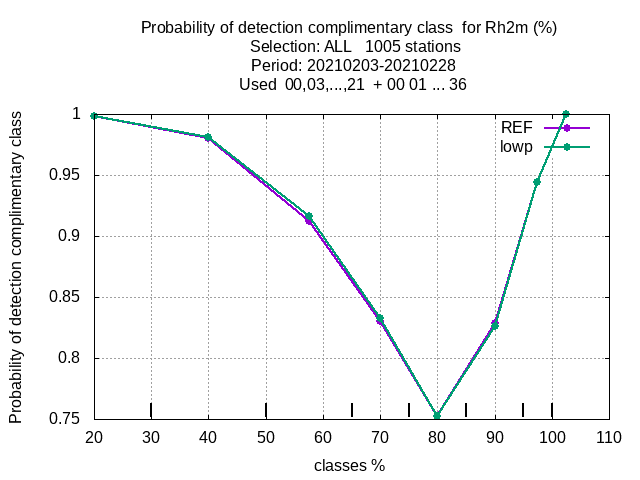 Probability of detection complimentary class  for Rh2m (%)
Selection: ALL   1005 stations
Period: 20210203-20210228
Used  00,03,...,21  + 00 01 ... 36
REF
lowp
Probability of detection complimentary class
1
0.95
0.9
0.85
0.8
0.75
20 30 40 50 60 70 80 90 100 110
classes %